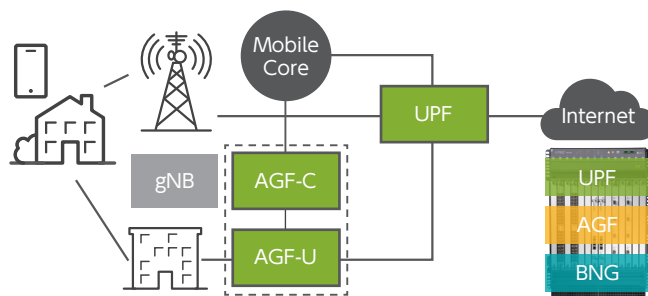 Mobile
Core
UPF
Internet
gNB
AGF-C
AGF-U
UPF
AGF
BNG